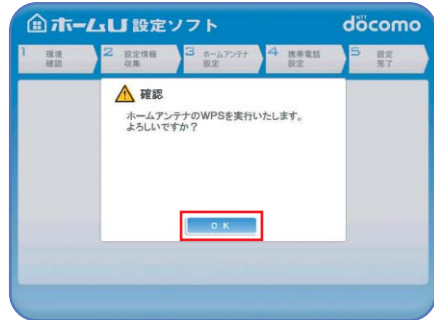 ホームU 設定ソフト
NTT
docomo
1 環境
確認
2 設定情報
収集
3 ホームアンテナ
設定
4 携帯電話
設定
5 設定
完了
確認
ホームアンテナのWPSを実行いたします。
よろしいですか？
OK